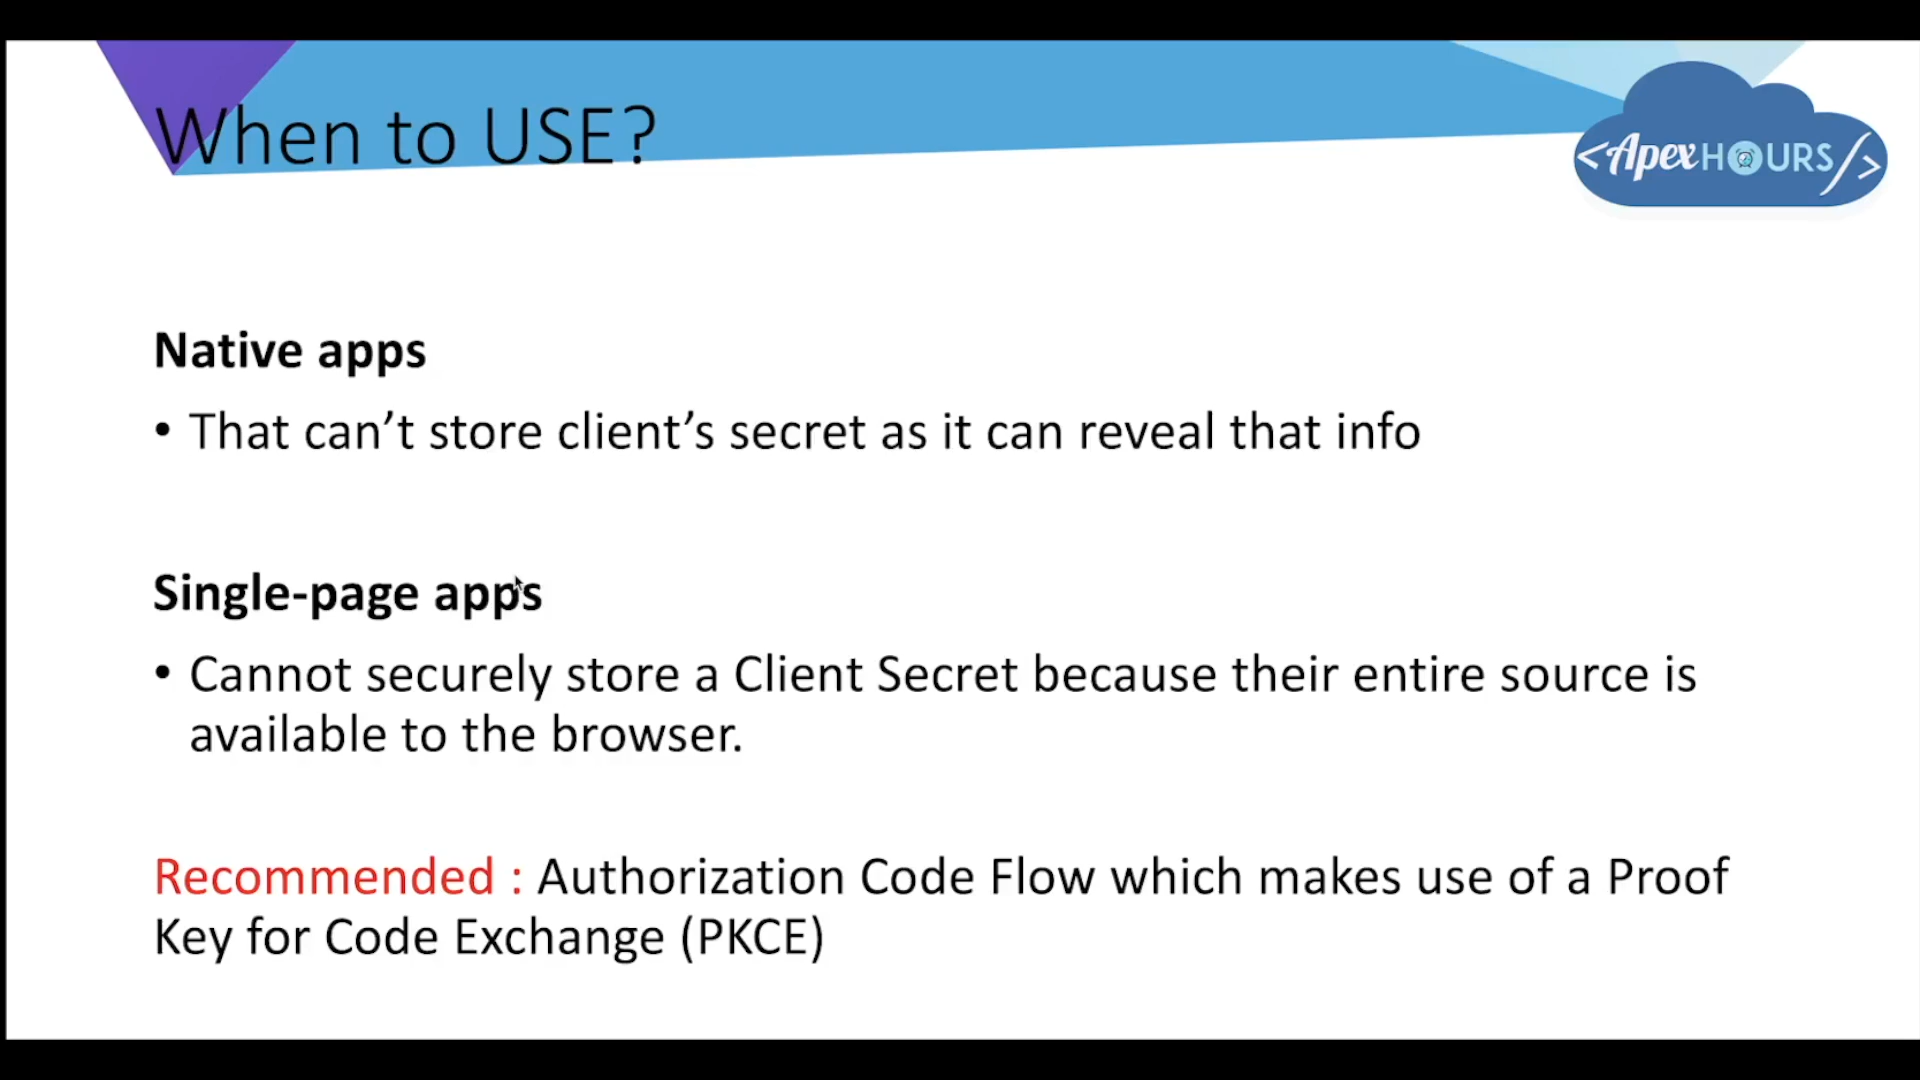 When to USE?
<ApexHOURS/>
Native apps
• That can’t store client’s secret as it can reveal that info
Single-page apps
• Cannot securely store a Client Secret because their entire source is
available to the browser.
Recommended : Authorization Code Flow which makes use of a Proof
Key for Code Exchange (PKCE)